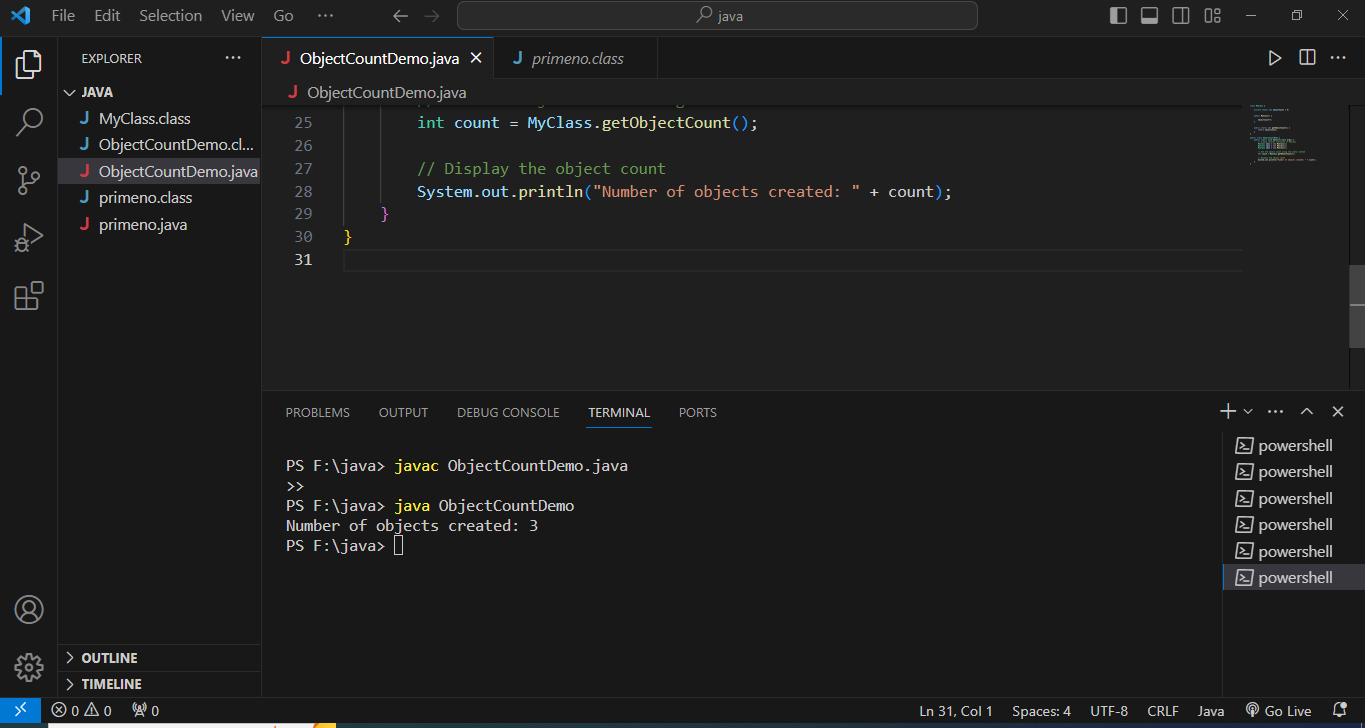 File Edit Selection View Go ··· java
EXPLORER ···
JAVA
MyClass.class
ObjectCountDemo.cl...
ObjectCountDemo.java
primeno.class
primeno.java
OUTLINE
TIMELINE
ObjectCountDemo.java primeno.class
ObjectCountDemo.java
25 int count = MyClass.getObjectCount();
26
27 // Display the object count
28 System.out.println("Number of objects created: " + count);
29 }
30 }
31
PROBLEMS OUTPUT DEBUG CONSOLE TERMINAL PORTS
PS F:\java> javac ObjectCountDemo.java
>>
PS F:\java> java ObjectCountDemo
Number of objects created: 3
PS F:\java>
powershell
powershell
powershell
powershell
powershell
powershell
0 0 0 Ln 31, Col 1 Spaces: 4 UTF-8 CRLF Java Go Live